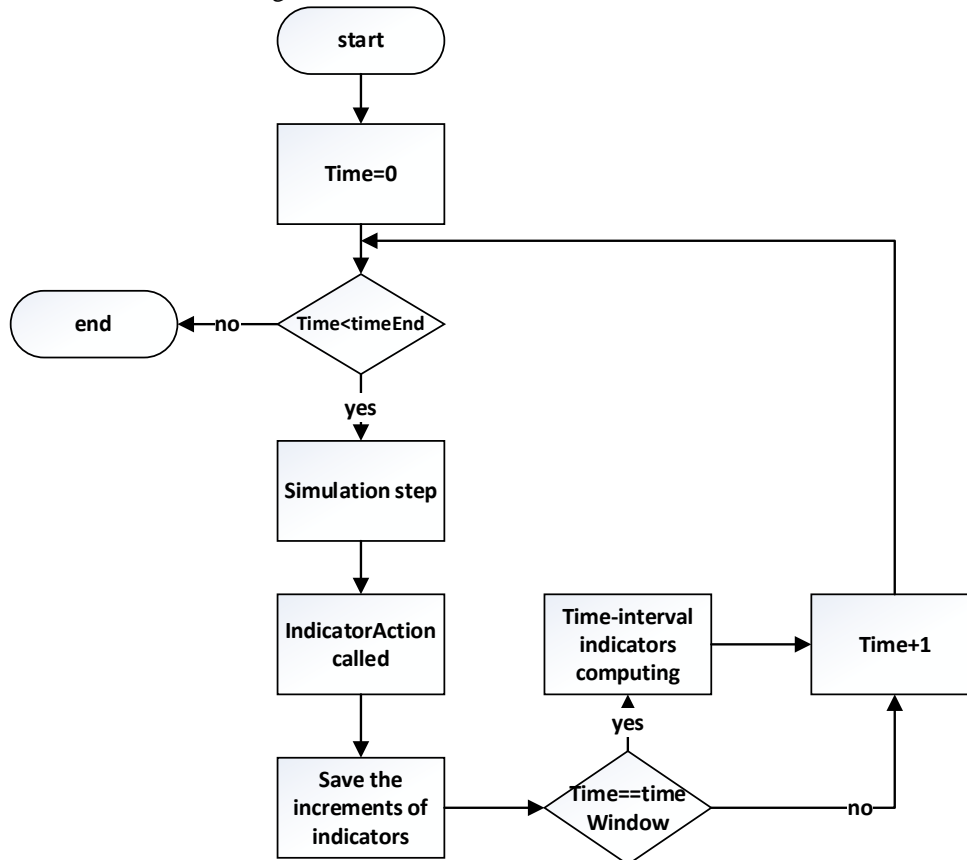 start
Time=0
Time<timeEnd
no
end
yes
Simulation step
IndicatorAction
called
Time-interval
indicators
computing
Time+1
yes
Save the
increments of
indicators
Time==time
Window
no